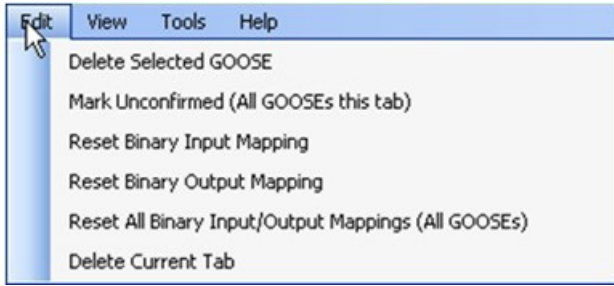 Edit View Tools Help
Delete Selected GOOSE
Mark Unconfirmed (All GOOSEs this tab)
Reset Binary Input Mapping
Reset Binary Output Mapping
Reset All Binary Input/Output Mappings (All GOOSEs)
Delete Current Tab